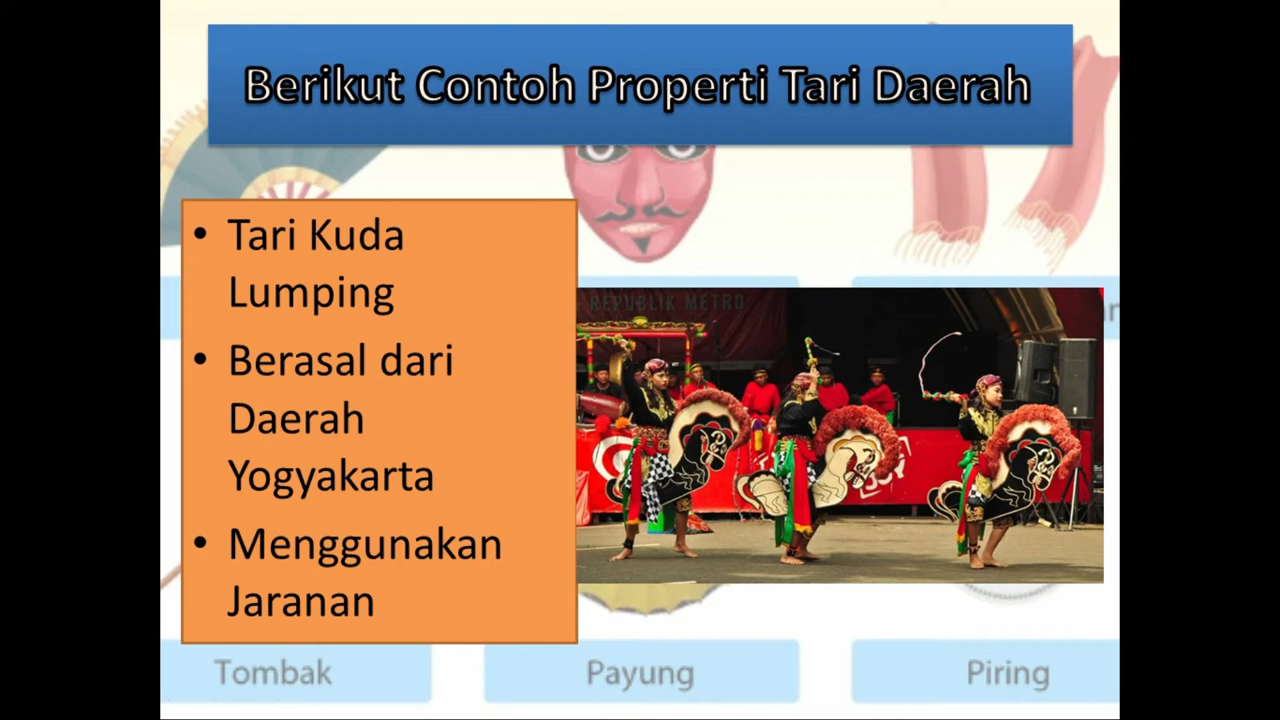 Berikut Contoh Properti Tari Daerah
• Tari Kuda
Lumping
• Berasal dari
Daerah
Yogyakarta
• Menggunakan
Jaranan
REPUBLIK METRO
Tombak
Payung
Piring